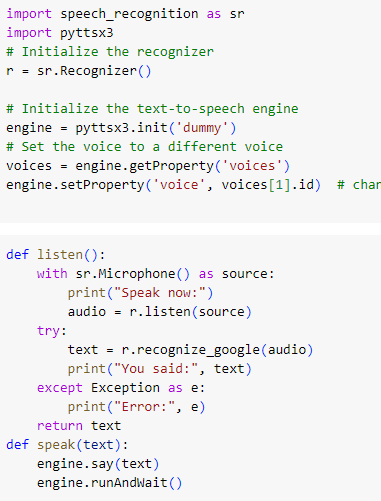 import speech_recognition as sr
import pyttsx3
# Initialize the recognizer
r = sr.Recognizer()
# Initialize the text-to-speech engine
engine = pyttsx3.init('dummy')
# Set the voice to a different voice
voices = engine.getProperty('voices')
engine.setProperty('voice', voices[1].id)  #
def listen():
    with sr.Microphone() as source:
        print("Speak now:")
        audio = r.listen(source)
    try:
        text = r.recognize_google(audio)
        print("You said:", text)
    except Exception as e:
        print("Error:", e)
    return text
def speak(text):
    engine.say(text)
    engine.runAndWait()